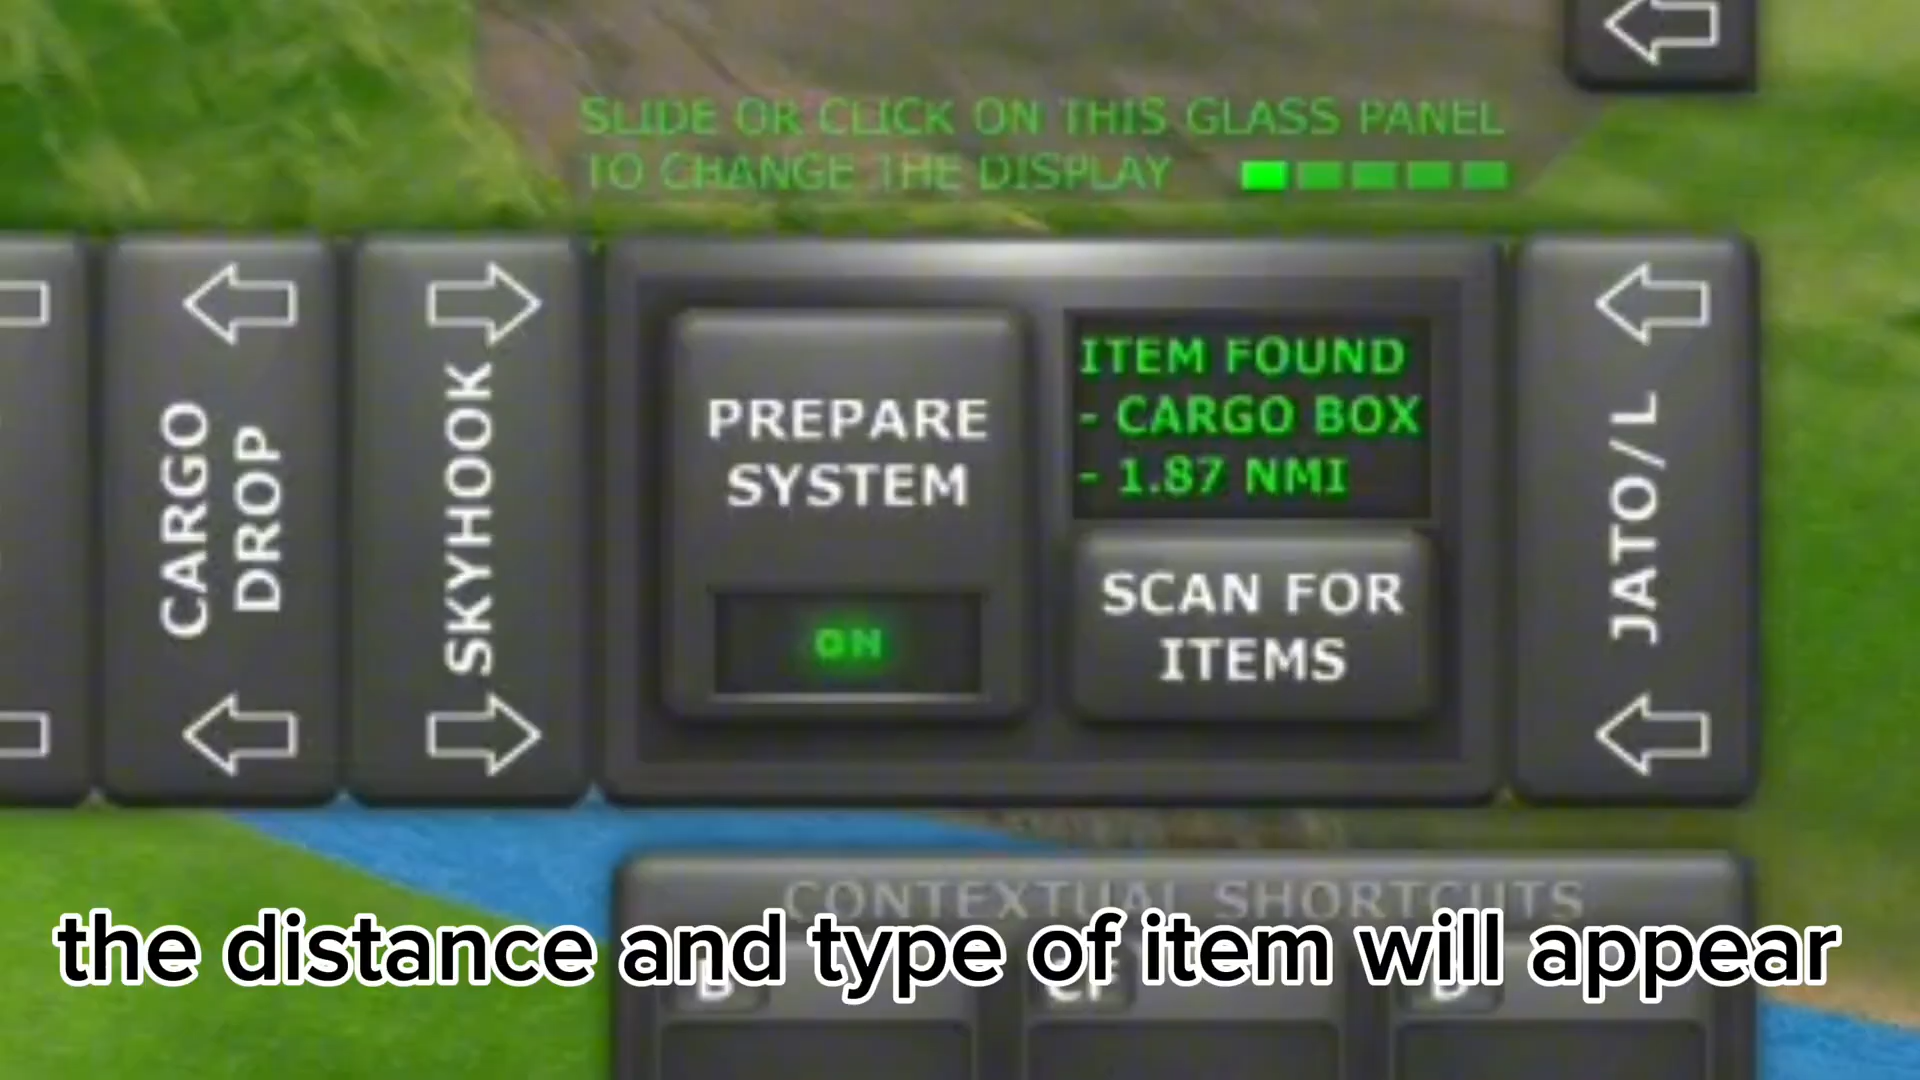 SLIDE OR CLICK ON THIS GLASS PANEL
TO CHANGE THE DISPLAY
CARGO
DROP
SKYHOOK
PREPARE
SYSTEM
ON
ITEM FOUND
- CARGO BOX
- 1.87 NMI
SCAN FOR
ITEMS
JATO/L
CONTEXTUAL SHORTCUTS
the distance and type of item will appear